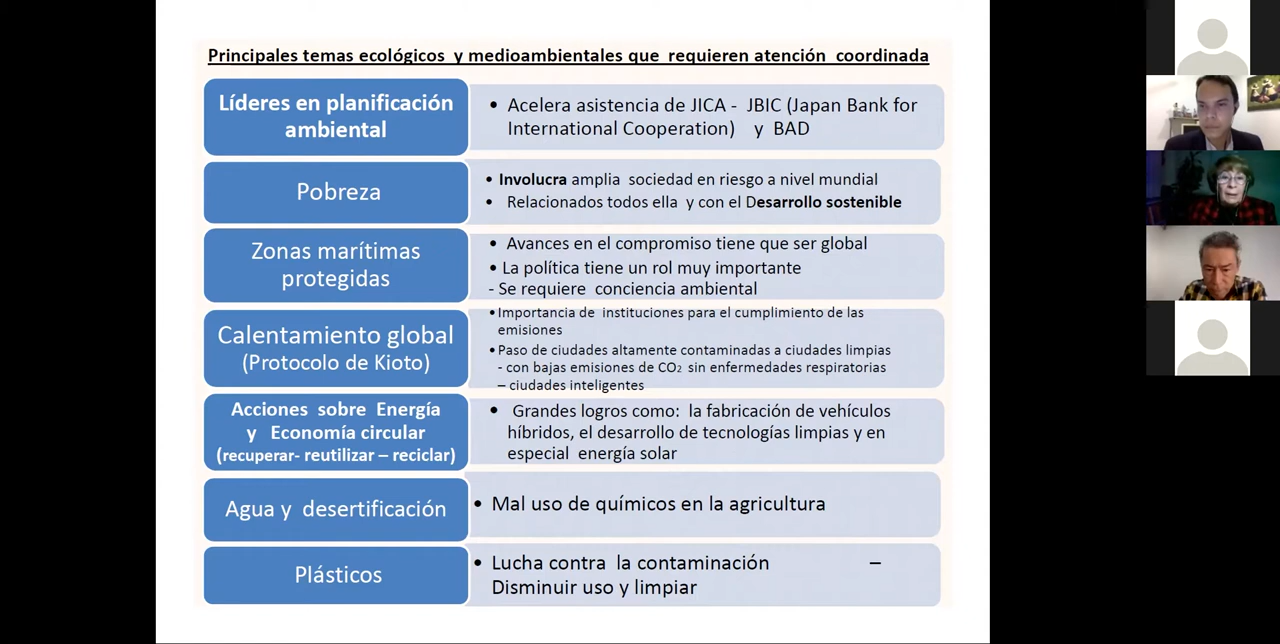 Principales temas ecológicos y medioambientales que requieren atención coordinada
Líderes en planificación
ambiental
• Acelera asistencia de JICA - JBIC (Japan Bank for
International Cooperation) y BAD
Pobreza
• Involucra amplia sociedad en riesgo a nivel mundial
• Relacionados todos ella y con el Desarrollo sostenible
Zonas marítimas
protegidas
• Avances en el compromiso tiene que ser global
• La política tiene un rol muy importante
- Se requiere conciencia ambiental
Calentamiento global
(Protocolo de Kioto)
• Importancia de instituciones para el cumplimiento de las
emisiones
• Paso de ciudades altamente contaminadas a ciudades limpias
- con bajas emisiones de CO₂ sin enfermedades respiratorias
– ciudades inteligentes
Acciones sobre Energía
y Economía circular
(recuperar- reutilizar – reciclar)
• Grandes logros como: la fabricación de vehículos
híbridos, el desarrollo de tecnologías limpias y en
especial energía solar
Agua y desertificación
• Mal uso de químicos en la agricultura
Plásticos
• Lucha contra la contaminación –
Disminuir uso y limpiar